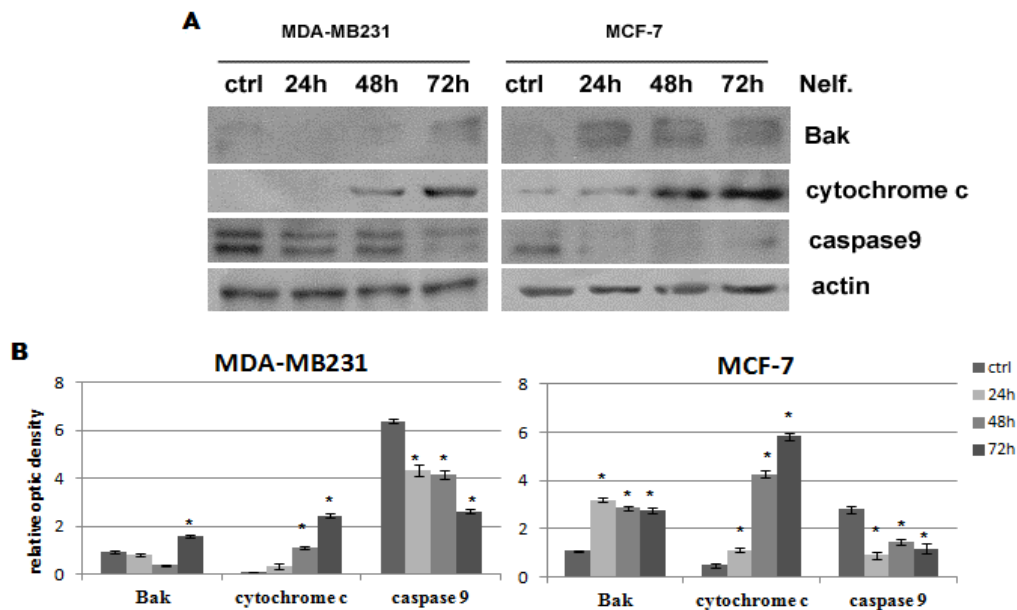 A
MDA-MB231 MCF-7
ctrl 24h 48h 72h ctrl 24h 48h 72h Nelf.
Bak
cytochrome c
caspase9
actin
B
MDA-MB231
MCF-7
relative optic density
8
6
4
2
0
Bak cytochrome c caspase 9
* * * * * *
8
6
4
2
0
Bak cytochrome c caspase 9
* * * * * * * * *
ctrl
24h
48h
72h